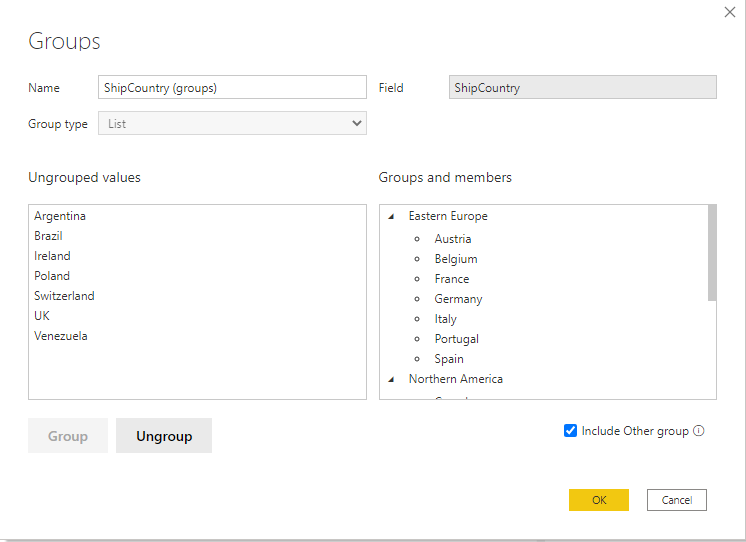 Groups
Name
ShipCountry (groups)
Field
ShipCountry
Group type
List
Ungrouped values
Argentina
Brazil
Ireland
Poland
Switzerland
UK
Venezuela
Groups and members
Eastern Europe
Austria
Belgium
France
Germany
Italy
Portugal
Spain
Northern America
Group
Ungroup
Include Other group
OK
Cancel